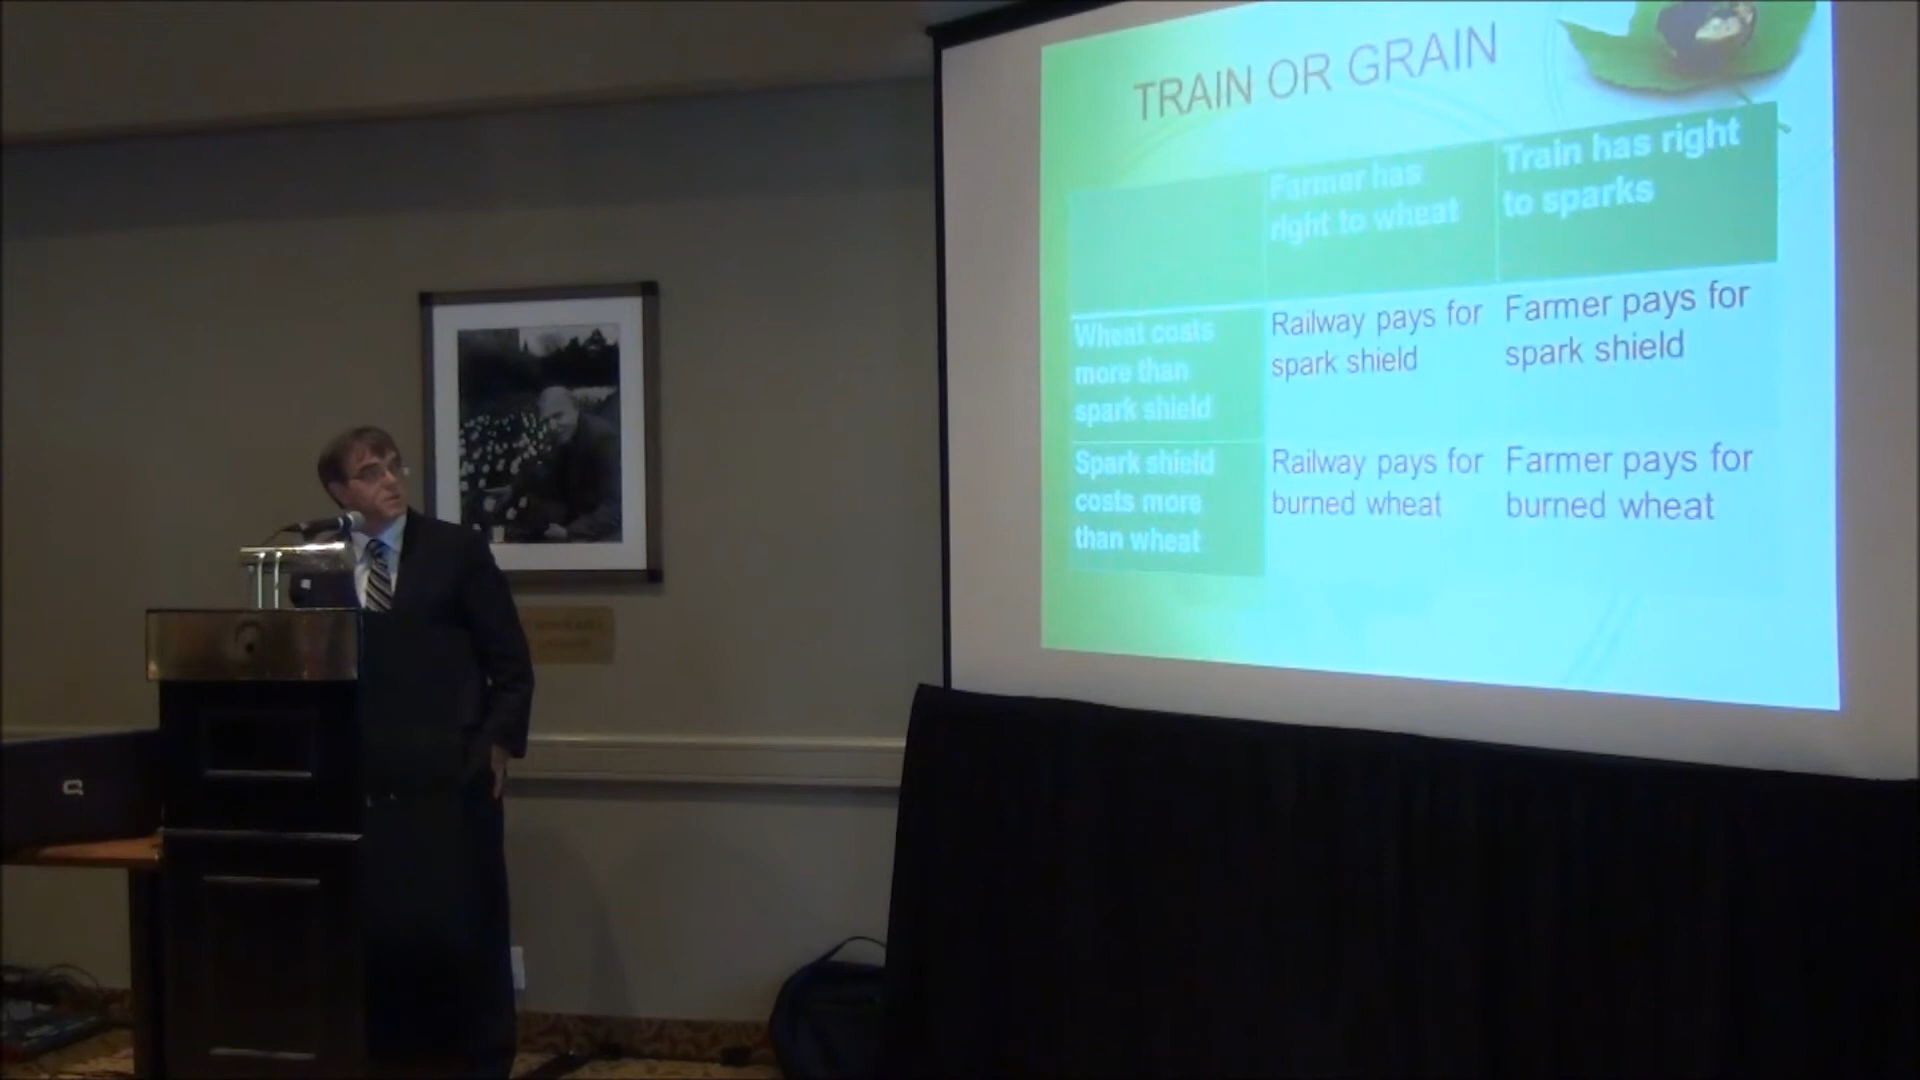 TRAIN OR GRAIN
Farmer has
right to wheat
Train has right
to sparks
Wheat costs
more than
spark shield
Railway pays for
spark shield
Farmer pays for
spark shield
Spark shield
costs more
than wheat
Railway pays for
burned wheat
Farmer pays for
burned wheat